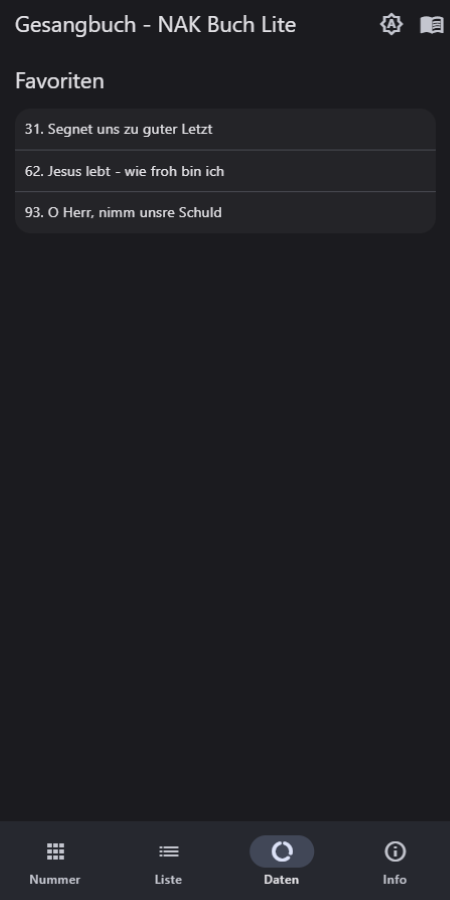 Gesangbuch - NAK Buch Lite
Favoriten
31. Segnet uns zu guter Letzt
62. Jesus lebt - wie froh bin ich
93. O Herr, nimm unsre Schuld
Nummer
Liste
Daten
Info